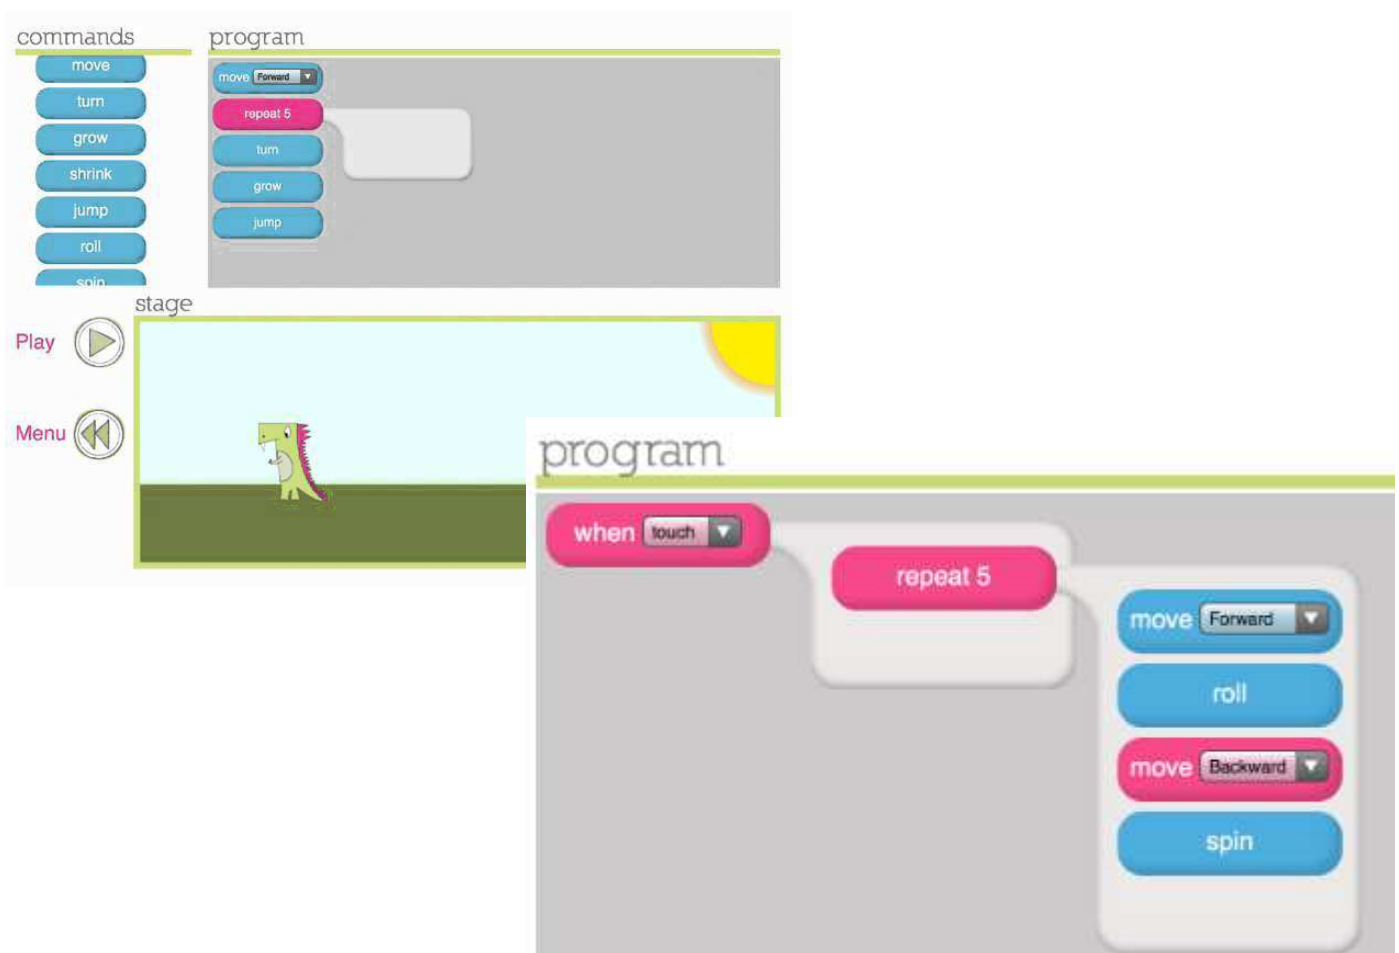 commands
program
move
turn
grow
shrink
jump
roll
spin
move Forward
repeat 5
turn
grow
jump
stage
Play
Menu
program
when touch
repeat 5
move Forward
roll
move Backward
spin